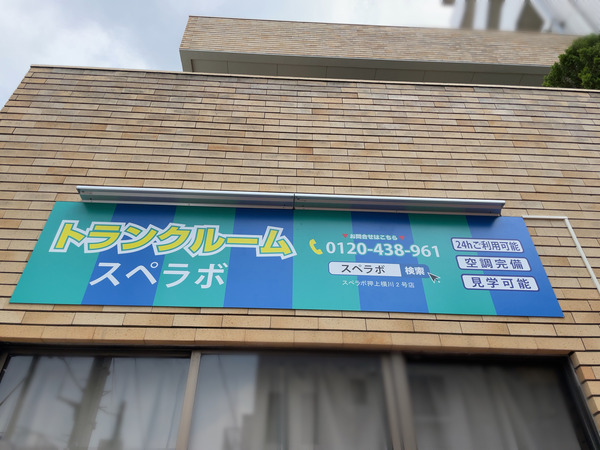 トランクルーム
スペラボ
お問合せはこちら
0120-438-961
スペラボ 検索
スペラボ押上横川2号店
24hご利用可能
空調完備
見学可能